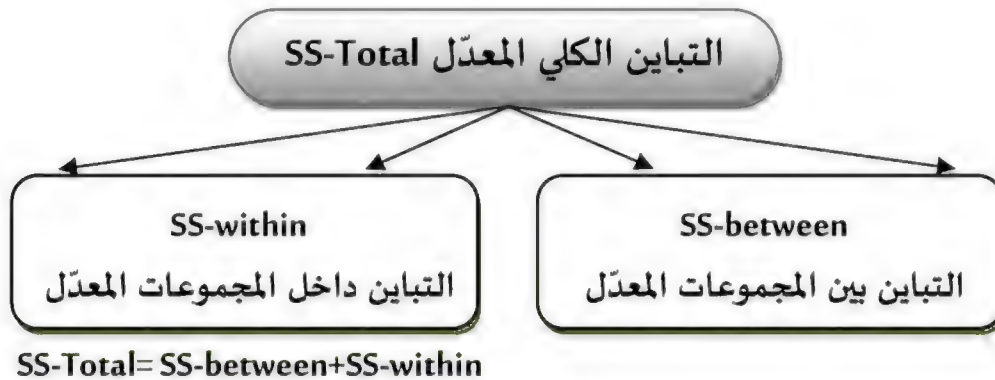 التباين الكلي المعدّل SS-Total
SS-between
التباين بين المجموعات المعدّل
SS-within
التباين داخل المجموعات المعدّل
SS-Total= SS-between+SS-within